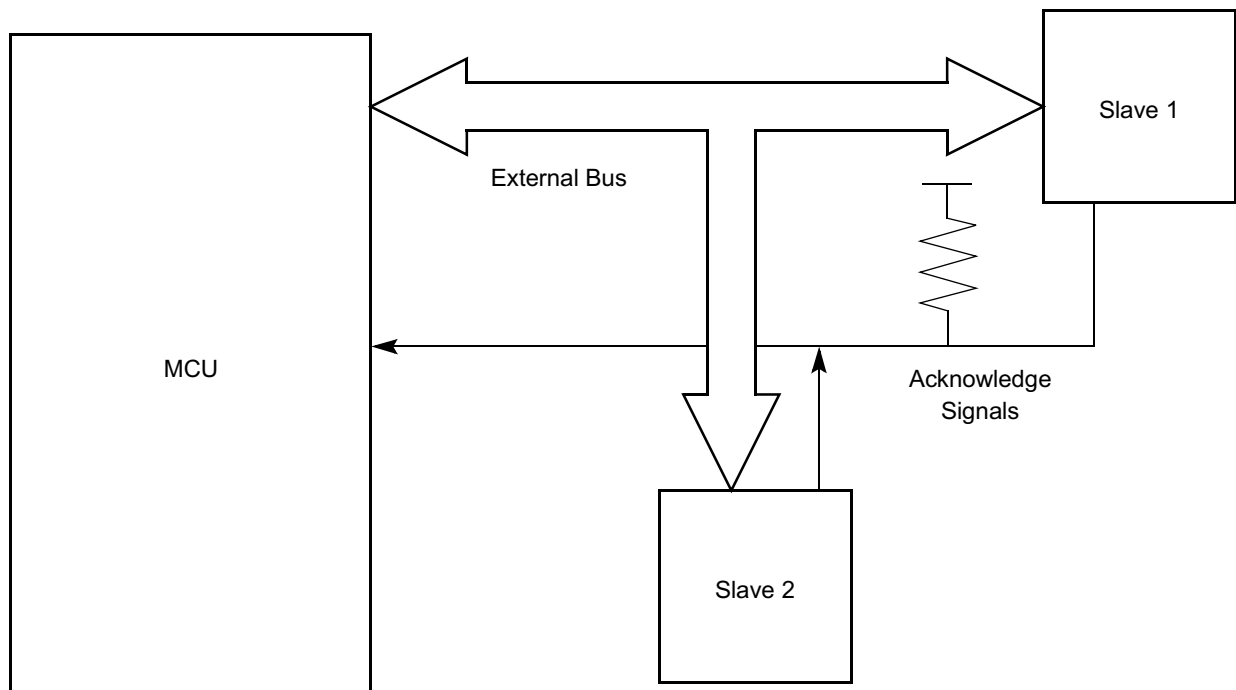 Slave 1
External Bus
MCU
Acknowledge
Signals
Slave 2